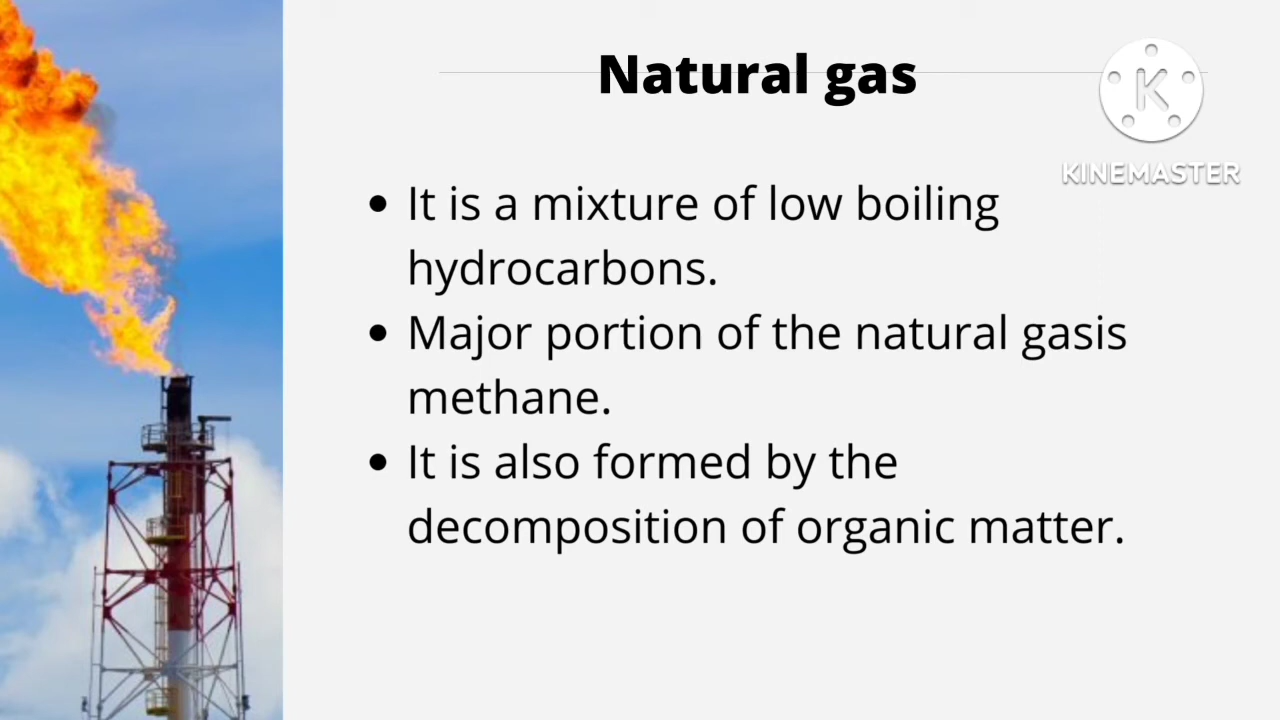 Natural gas
K
KINEMASTER
• It is a mixture of low boiling
hydrocarbons.
• Major portion of the natural gasis
methane.
• It is also formed by the
decomposition of organic matter.